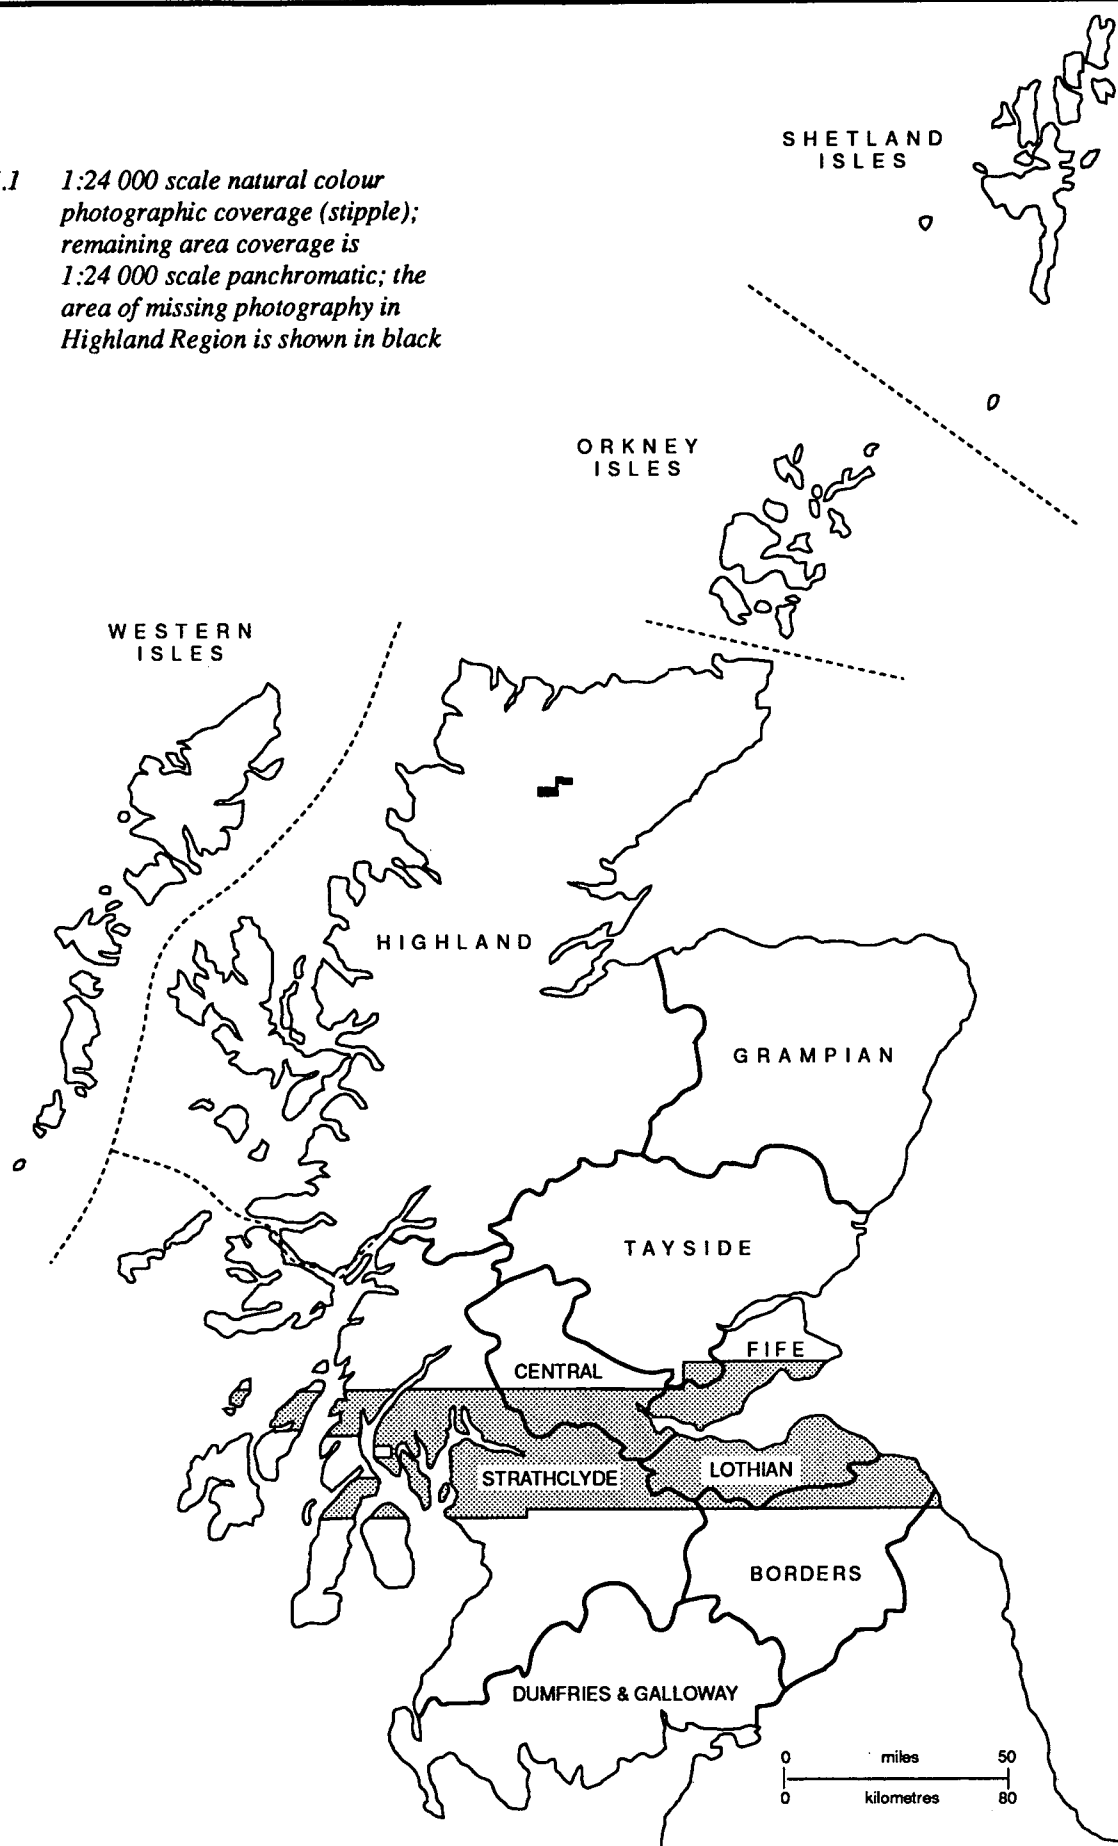 .1 1:24 000 scale natural colour
photographic coverage (stipple);
remaining area coverage is
1:24 000 scale panchromatic; the
area of missing photography in
Highland Region is shown in black
SHETLAND
ISLES
ORKNEY
ISLES
WESTERN
ISLES
HIGHLAND
GRAMPIAN
TAYSIDE
FIFE
CENTRAL
STRATHCLYDE
LOTHIAN
BORDERS
DUMFRIES & GALLOWAY
0 miles 50
0 kilometres 80